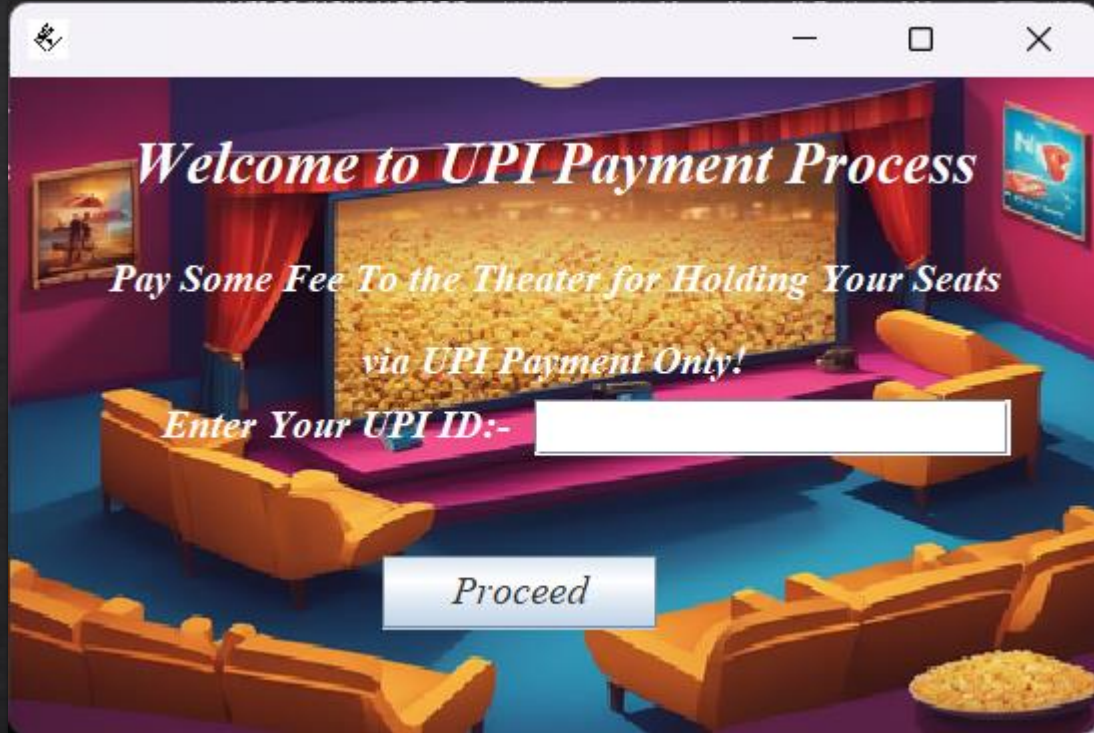 Welcome to UPI Payment Process
Pay Some Fee To the Theater for Holding Your Seats
via UPI Payment Only!
Enter Your UPI ID:-
Proceed